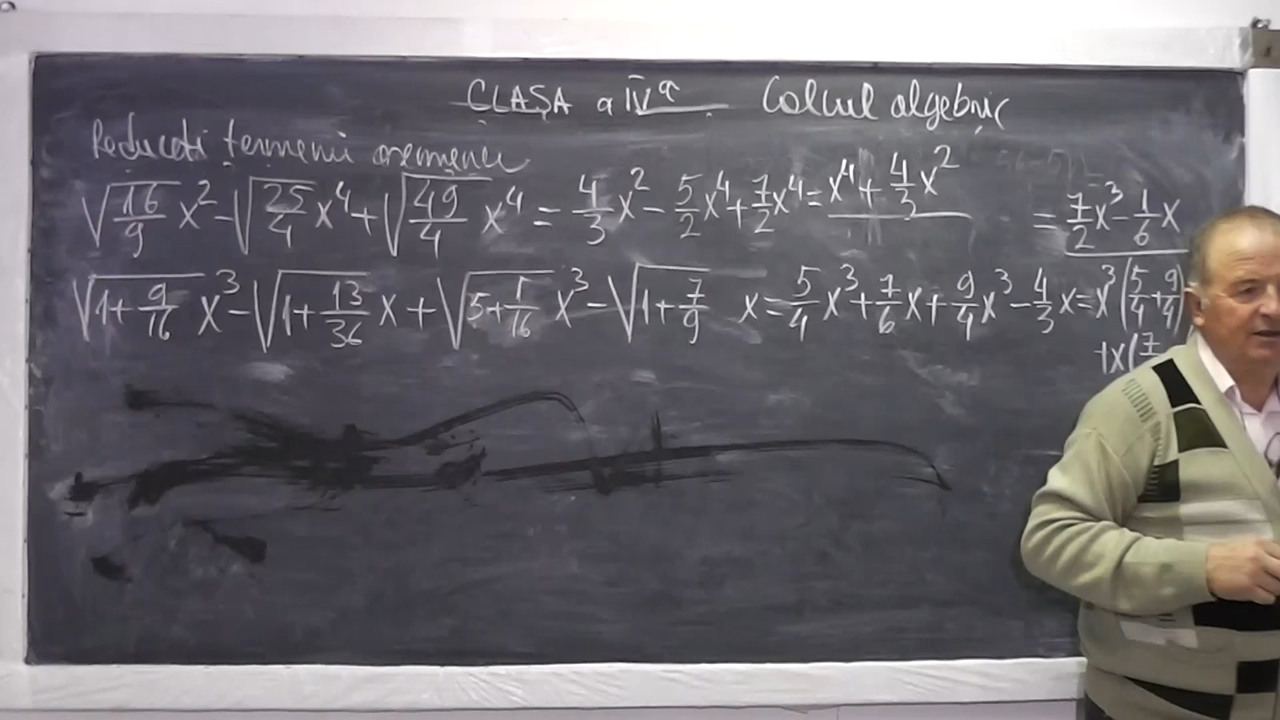 CLAȘA a IVª Calcul algebric
Reduceți termenii asemenea
√(16/9) x² - √(25/4) x⁴ + √(49/4) x⁴ = 4/3 x² - 5/2 x⁴ + 7/2 x⁴ = x⁴ + 4/3 x²
= 7/2 x³ - 1/6 x
√(1+9/16) x³ - √(1+13/36) x + √(5+1/16) x³ - √(1+7/9) x = 5/4 x³ + 7/6 x + 9/4 x³ - 4/3 x = x³(5/4 + 9/4)
+x(7